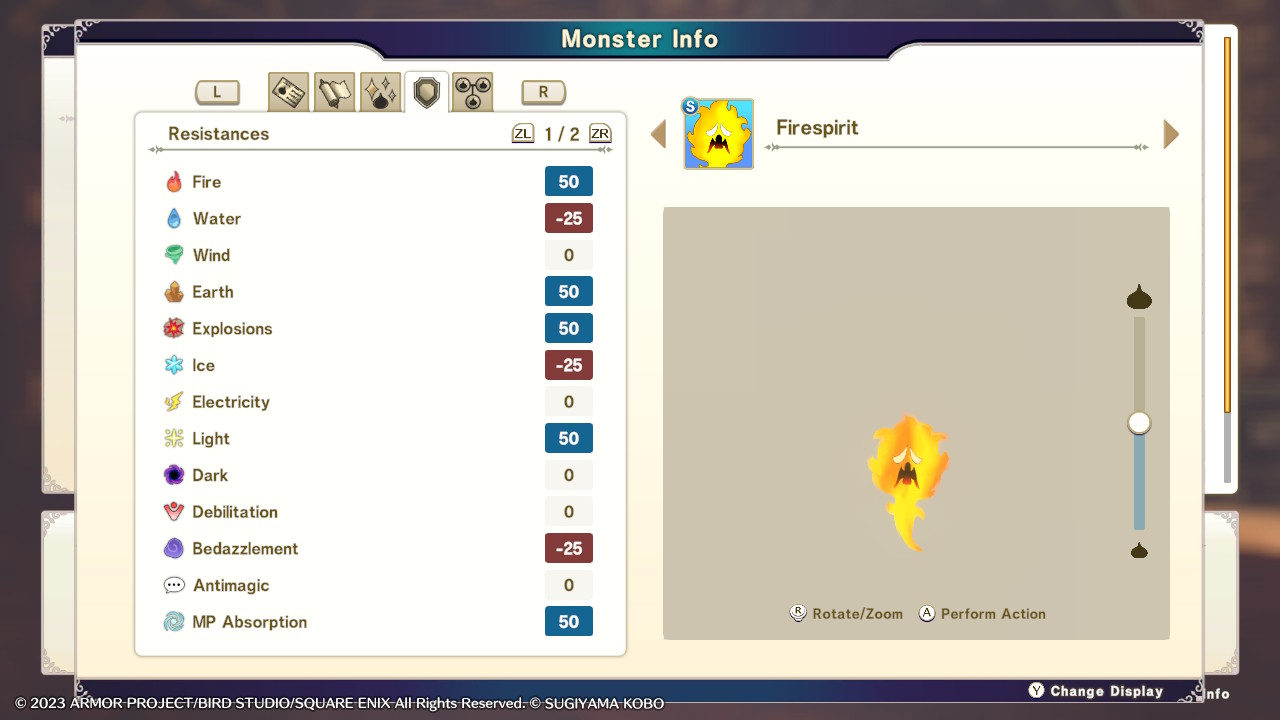 Monster Info
L
R
Resistances ZL 1 / 2 ZR
Fire 50
Water -25
Wind 0
Earth 50
Explosions 50
Ice -25
Electricity 0
Light 50
Dark 0
Debilitation 0
Bedazzlement -25
Antimagic 0
MP Absorption 50
S
Firespirit
R Rotate/Zoom A Perform Action
Y Change Display
nfo
© 2023 ARMOR PROJECT/BIRD STUDIO/SQUARE ENIX All Rights Reserved. © SUGIYAMA KOBO